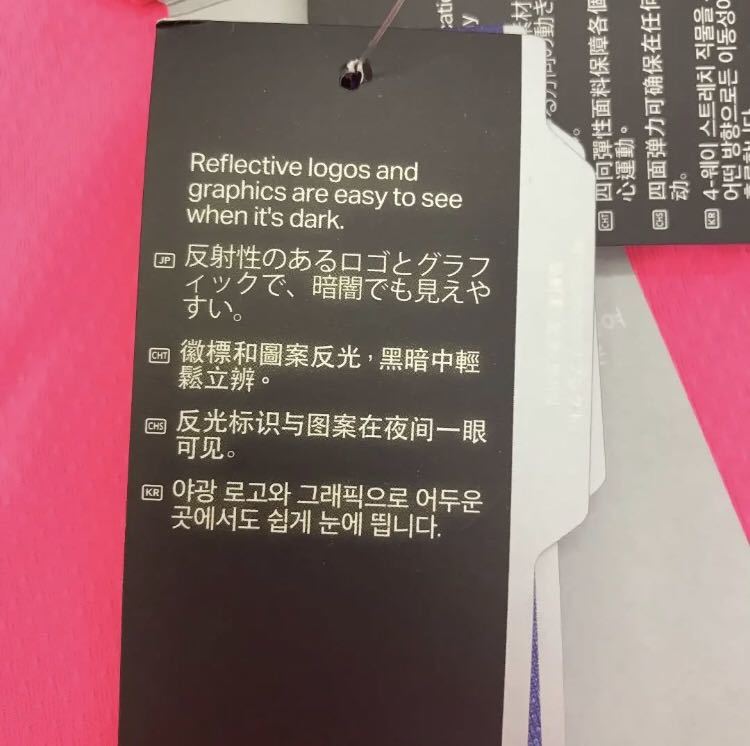 Reflective logos and
graphics are easy to see
when it's dark.
JP 反射性のあるロゴとグラフ
ィックで、暗闇でも見えや
すい。
CHT 徽標和圖案反光，黑暗中輕
鬆立辨。
CHS 反光标识与图案在夜间一眼
可见。
KR 야광 로고와 그래픽으로 어두운
곳에서도 쉽게 눈에 띕니다.
CHT 四向彈性面料保障各個
心運動。
CHS 四面弹力可确保在任何
动。
KR 4-웨이 스트레치 직물을
어떤 방향으로든 이동성이